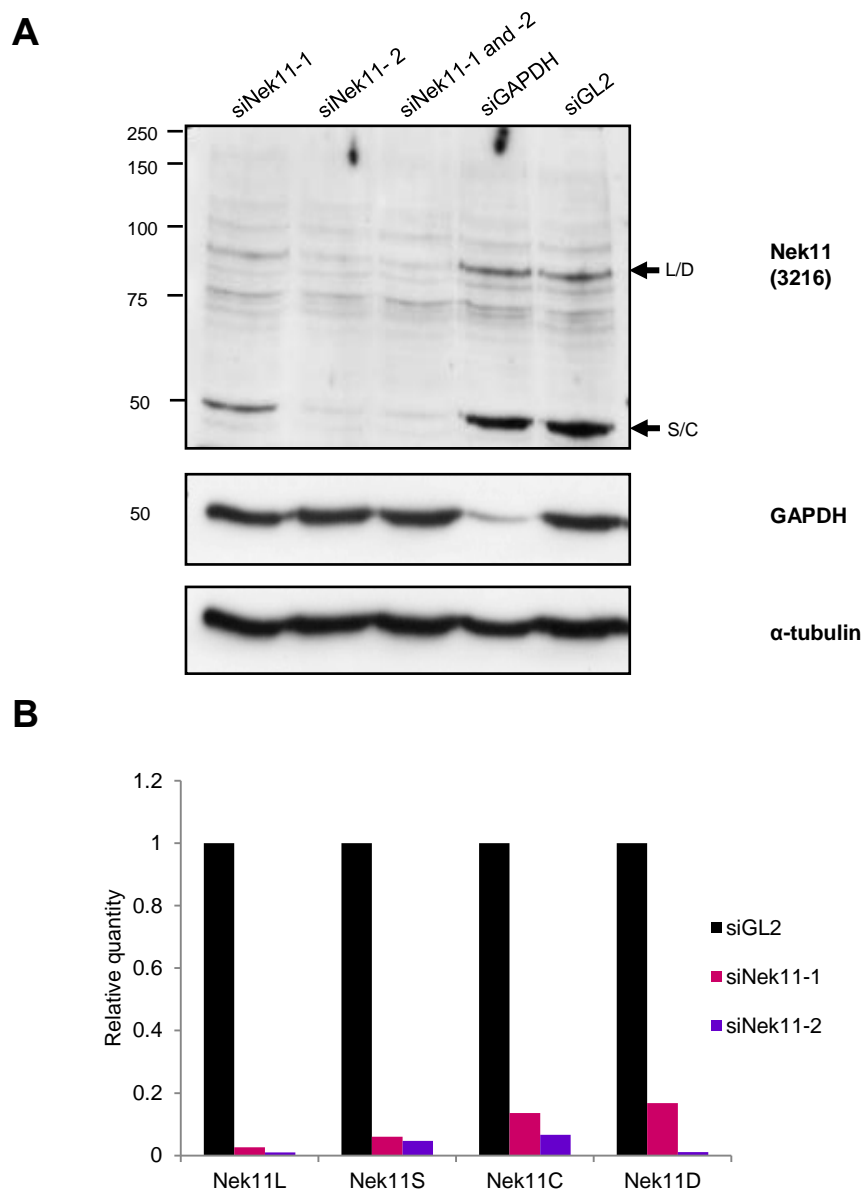 A
siNek11-1
siNek11- 2
siNek11-1 and -2
siGAPDH
siGL2
250
150
100
75
50
L/D
S/C
Nek11
(3216)
50
GAPDH
α-tubulin
B
1.2
1
0.8
0.6
0.4
0.2
0
Relative quantity
Nek11L
Nek11S
Nek11C
Nek11D
siGL2
siNek11-1
siNek11-2